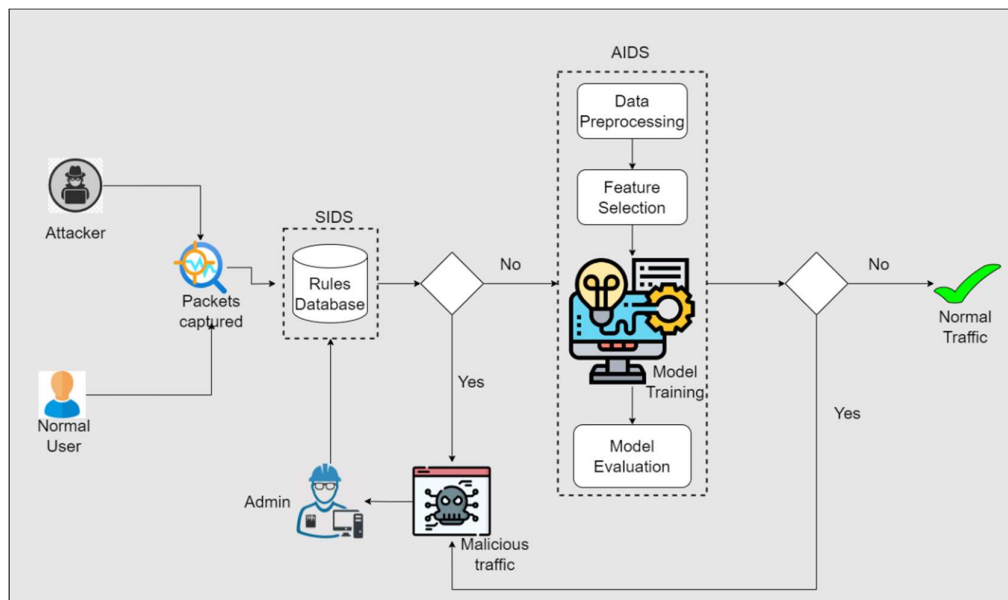 AIDS
Data
Preprocessing
Feature
Selection
Attacker
SIDS
Packets
captured
Rules
Database
No
No
Normal
Traffic
Model
Training
Normal
User
Yes
Yes
Model
Evaluation
Admin
Malicious
traffic